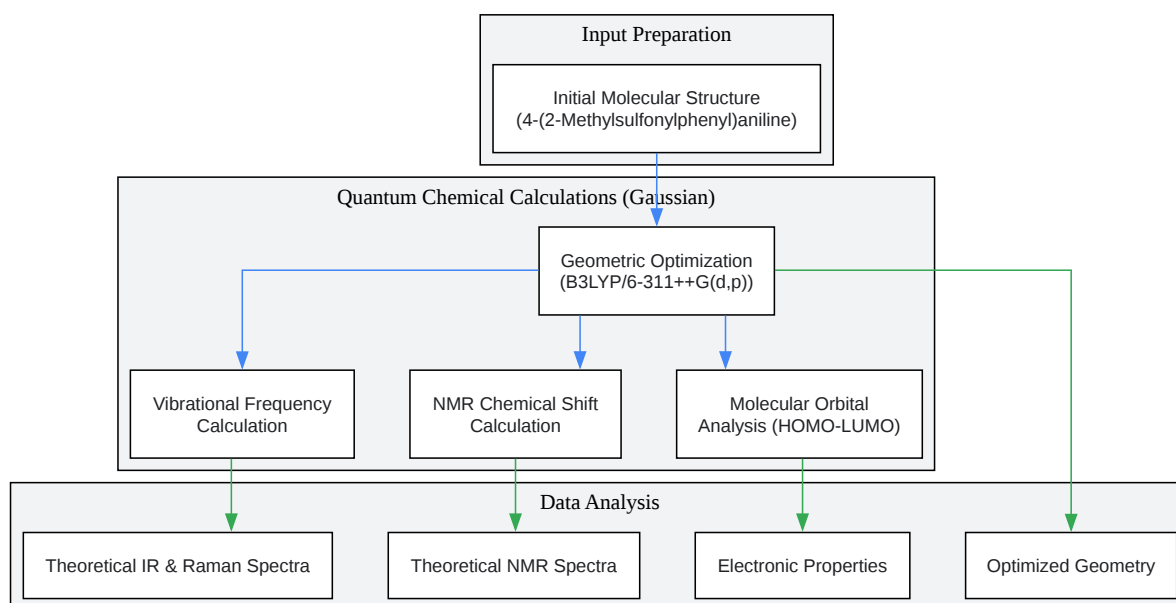 Input Preparation
Initial Molecular Structure
(4-(2-Methylsulfonylphenyl)aniline)
Quantum Chemical Calculations (Gaussian)
Geometric Optimization
(B3LYP/6-311++G(d,p))
Vibrational Frequency
Calculation
NMR Chemical Shift
Calculation
Molecular Orbital
Analysis (HOMO-LUMO)
Data Analysis
Theoretical IR & Raman Spectra
Theoretical NMR Spectra
Electronic Properties
Optimized Geometry